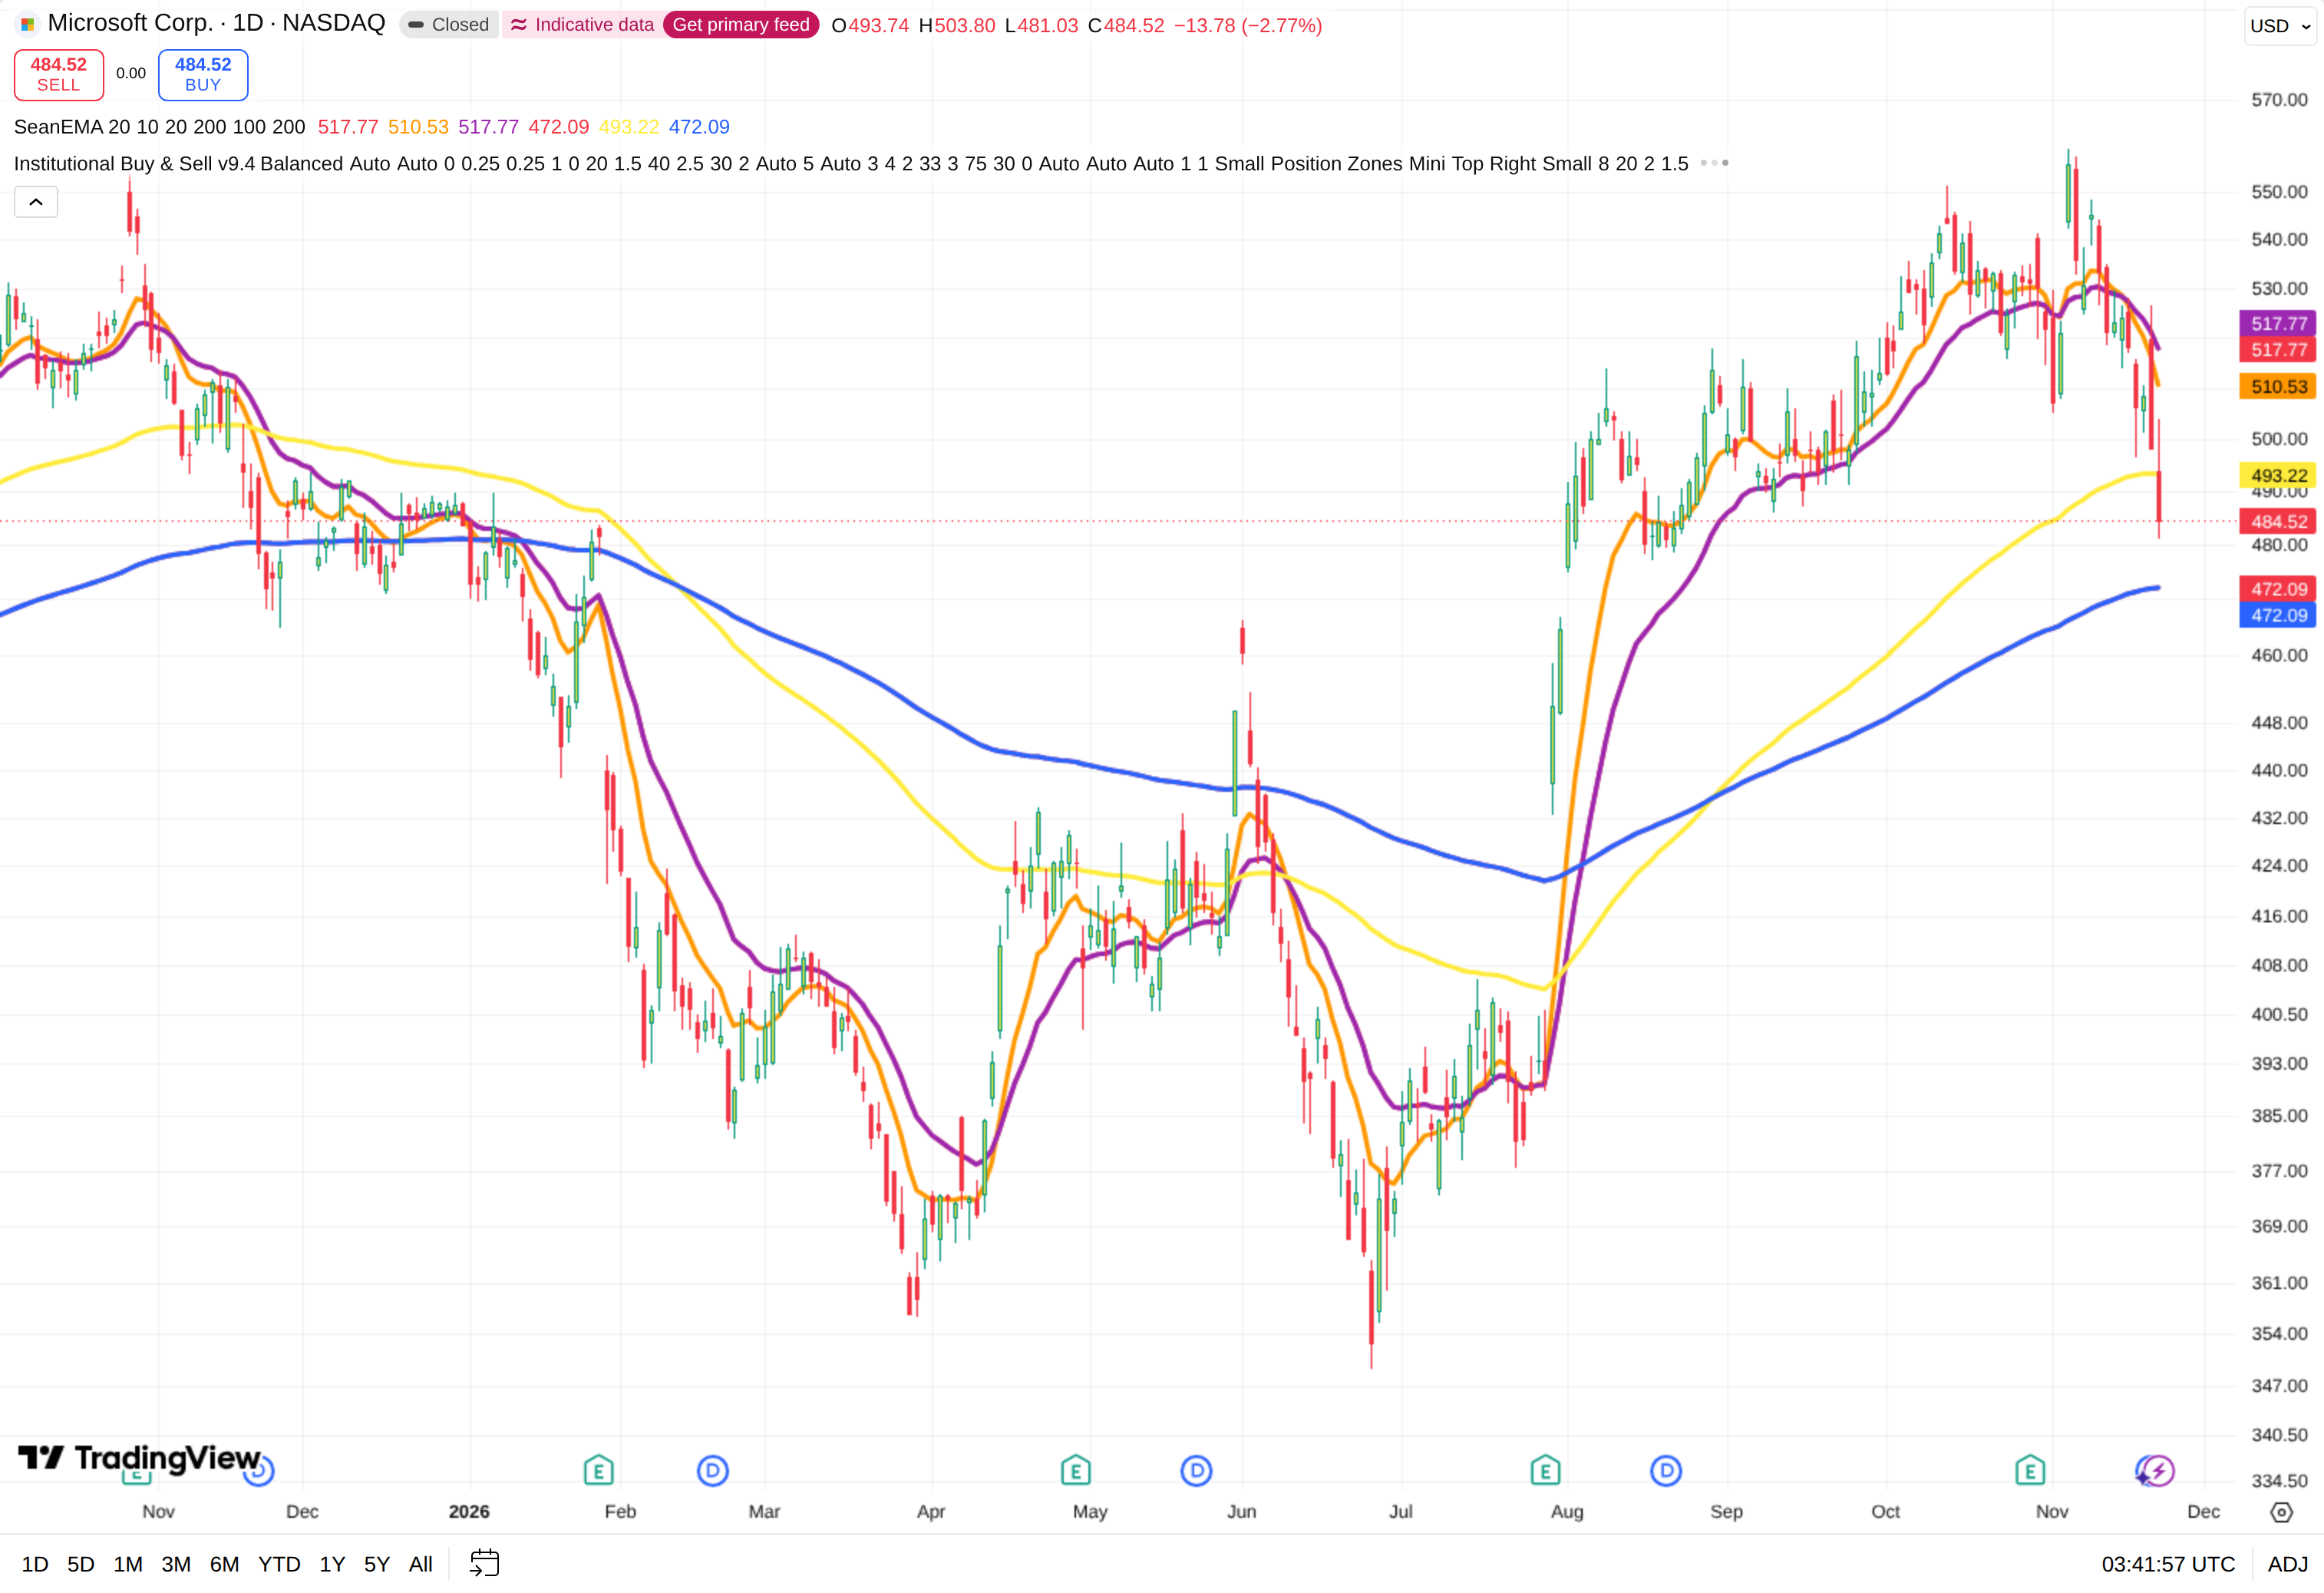 Microsoft Corp. · 1D · NASDAQ Closed Indicative data Get primary feed O493.74 H503.80 L481.03 C484.52 −13.78 (−2.77%)
USD
484.52 SELL
0.00
484.52 BUY
SeanEMA 20 10 20 200 100 200 517.77 510.53 517.77 472.09 493.22 472.09
Institutional Buy & Sell v9.4 Balanced Auto Auto 0 0.25 0.25 1 0 20 1.5 40 2.5 30 2 Auto 5 Auto 3 4 2 33 3 75 30 0 Auto Auto Auto 1 1 Small Position Zones Mini Top Right Small 8 20 2 1.5
570.00
550.00
540.00
530.00
517.77
517.77
510.53
500.00
493.22
490.00
484.52
480.00
472.09
472.09
460.00
448.00
440.00
432.00
424.00
416.00
408.00
400.50
393.00
385.00
377.00
369.00
361.00
354.00
347.00
340.50
334.50
TradingView
E D E D E D E D E
Nov Dec 2026 Feb Mar Apr May Jun Jul Aug Sep Oct Nov Dec
1D 5D 1M 3M 6M YTD 1Y 5Y All
03:41:57 UTC ADJ